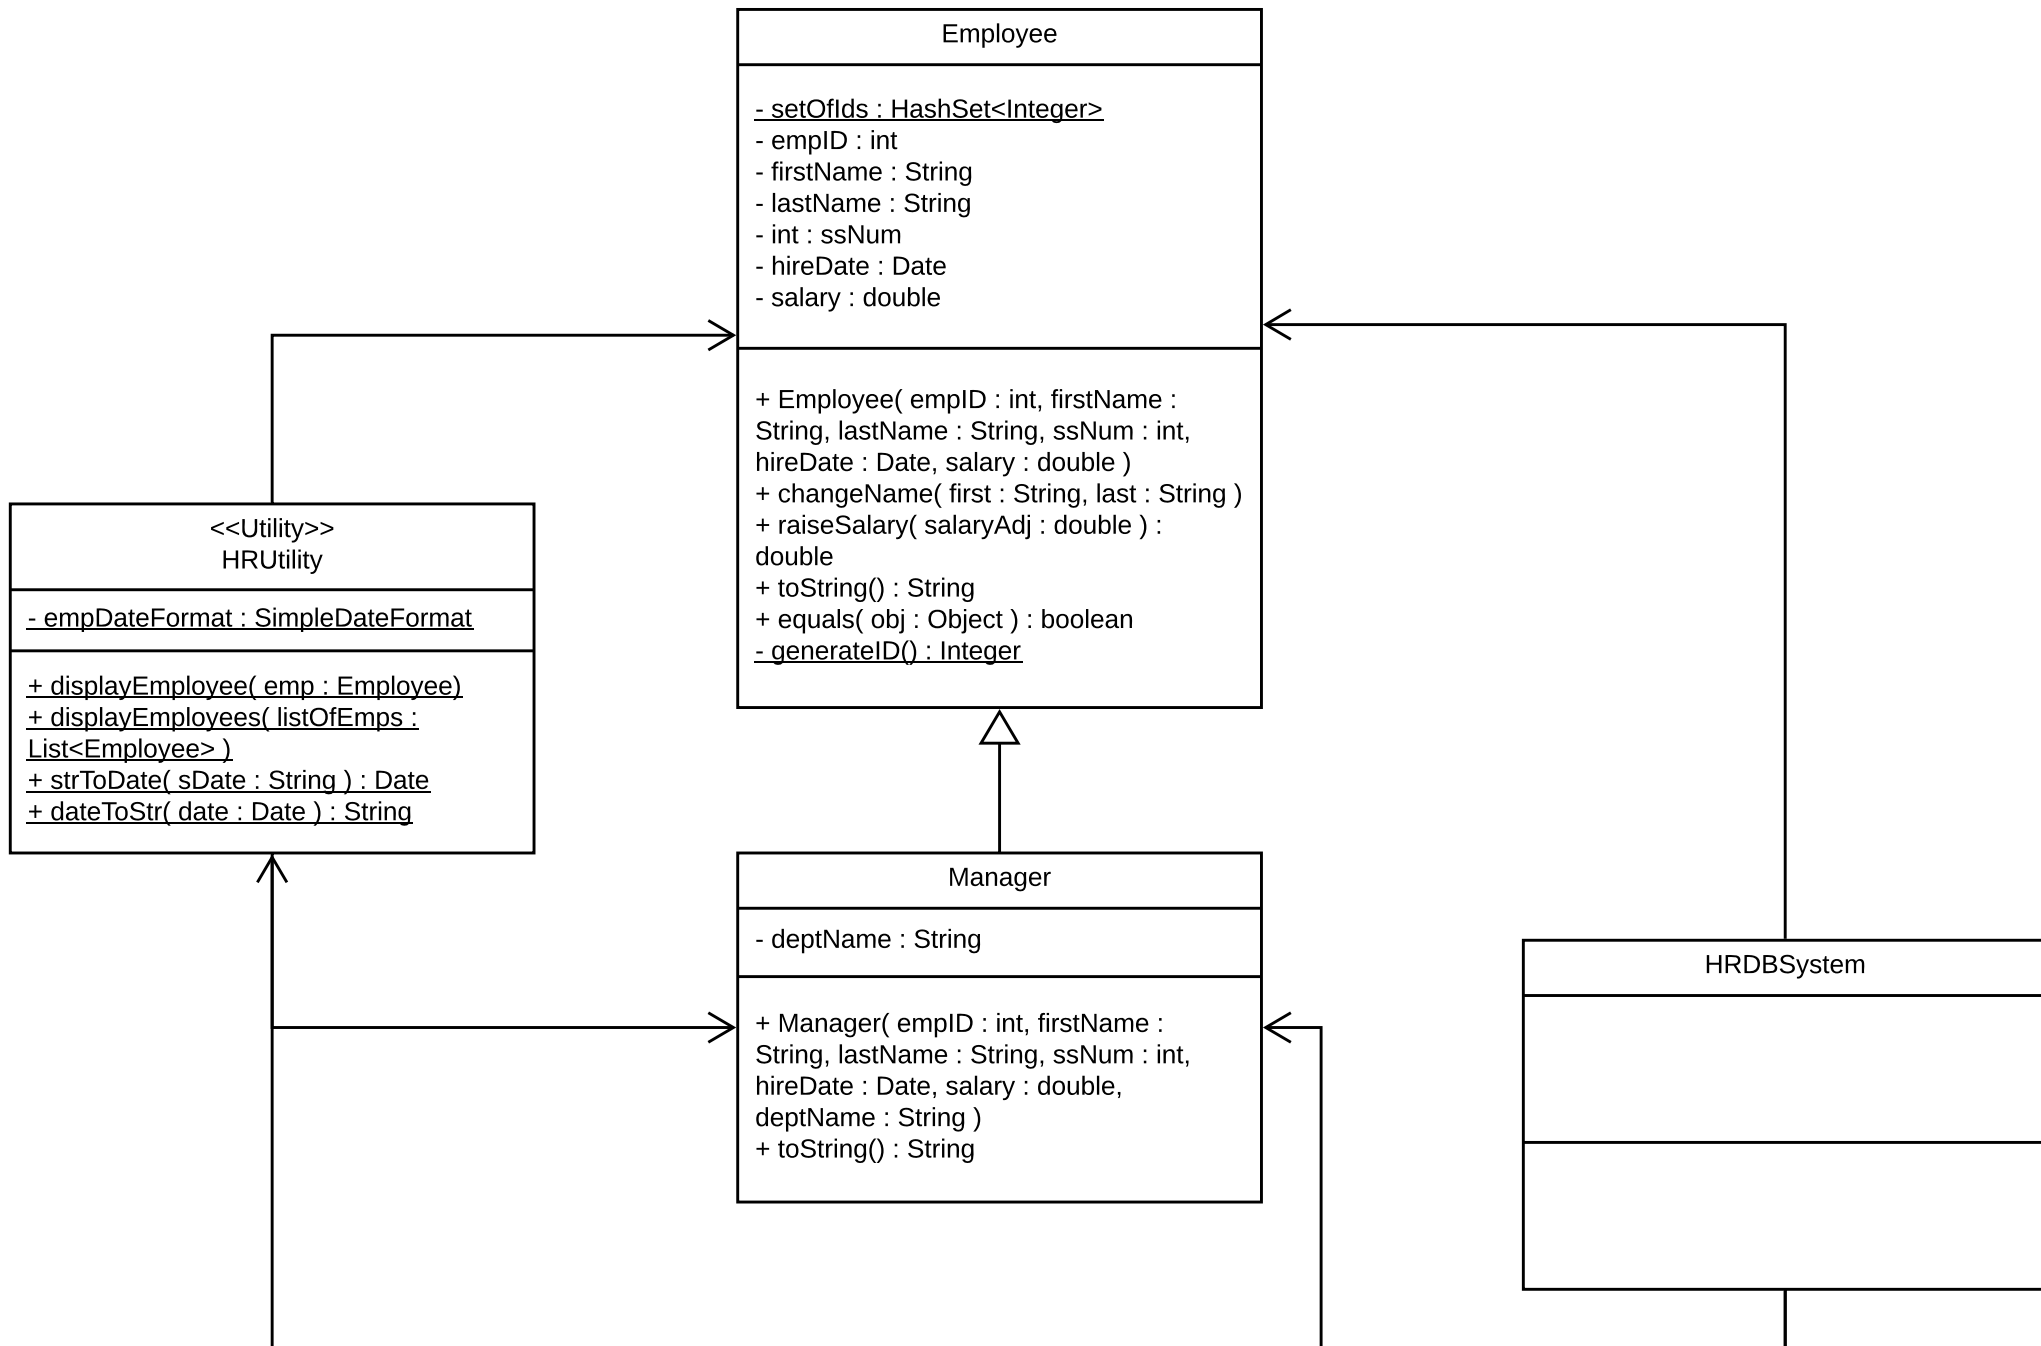 Employee
- setOfIds : HashSet<Integer>
- empID : int
- firstName : String
- lastName : String
- int : ssNum
- hireDate : Date
- salary : double
+ Employee( empID : int, firstName :
String, lastName : String, ssNum : int,
hireDate : Date, salary : double )
+ changeName( first : String, last : String )
+ raiseSalary( salaryAdj : double ) :
double
+ toString() : String
+ equals( obj : Object ) : boolean
- generateID() : Integer
<<Utility>>
HRUtility
- empDateFormat : SimpleDateFormat
+ displayEmployee( emp : Employee)
+ displayEmployees( listOfEmps :
List<Employee> )
+ strToDate( sDate : String ) : Date
+ dateToStr( date : Date ) : String
Manager
- deptName : String
+ Manager( empID : int, firstName :
String, lastName : String, ssNum : int,
hireDate : Date, salary : double,
deptName : String )
+ toString() : String
HRDBSystem